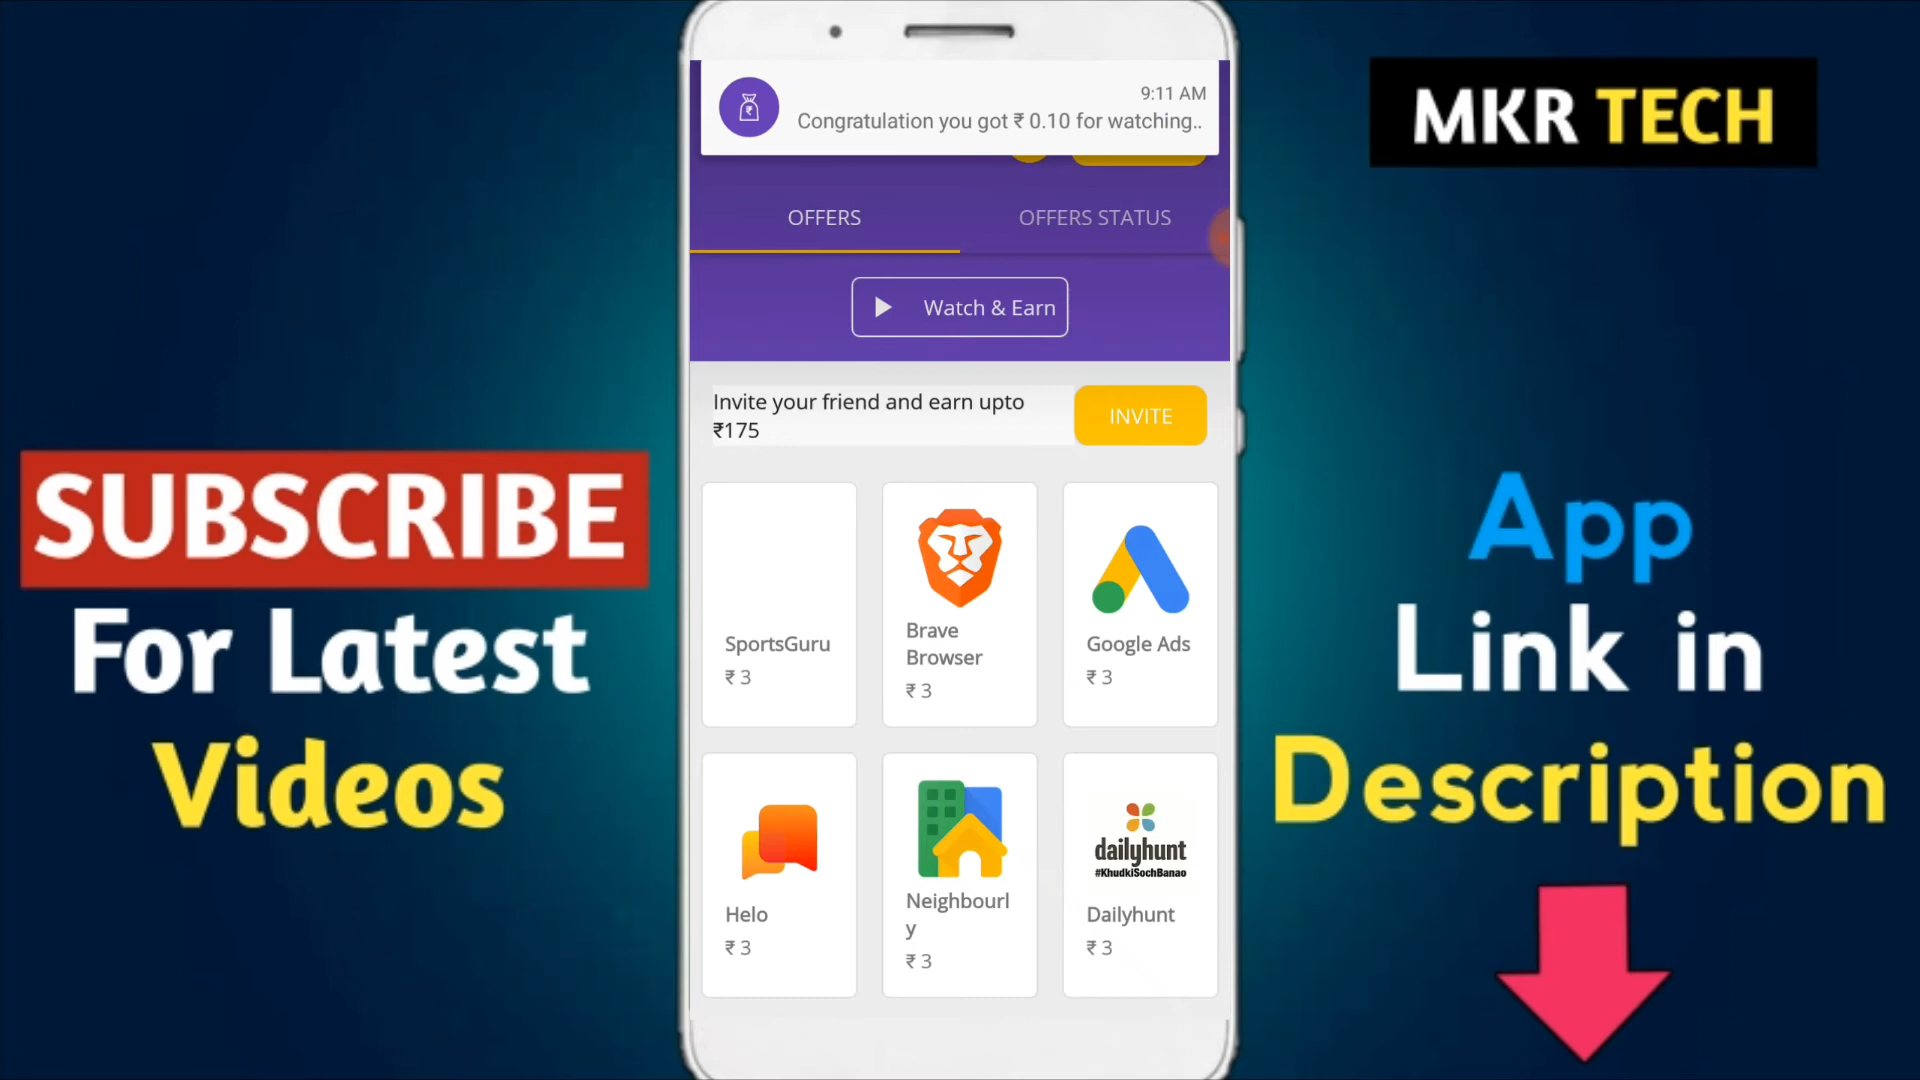 9:11 AM
Congratulation you got ₹ 0.10 for watching..
MKR TECH
OFFERS
OFFERS STATUS
Watch & Earn
Invite your friend and earn upto
₹175
INVITE
SUBSCRIBE
For Latest
Videos
SportsGuru
₹ 3
Brave
Browser
₹ 3
Google Ads
₹ 3
Helo
₹ 3
Neighbourl
y
₹ 3
dailyhunt
#KhudkiSochBanao
Dailyhunt
₹ 3
App
Link in
Description